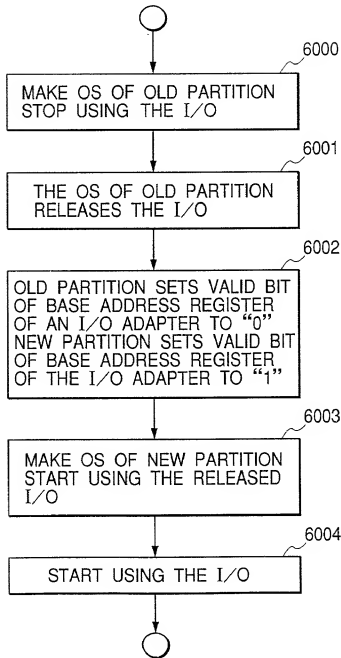 6000
MAKE OS OF OLD PARTITION
STOP USING THE I/O
6001
THE OS OF OLD PARTITION
RELEASES THE I/O
6002
OLD PARTITION SETS VALID BIT
OF BASE ADDRESS REGISTER
OF AN I/O ADAPTER TO “0”
NEW PARTITION SETS VALID BIT
OF BASE ADDRESS REGISTER
OF THE I/O ADAPTER TO “1”
6003
MAKE OS OF NEW PARTITION
START USING THE RELEASED
I/O
6004
START USING THE I/O